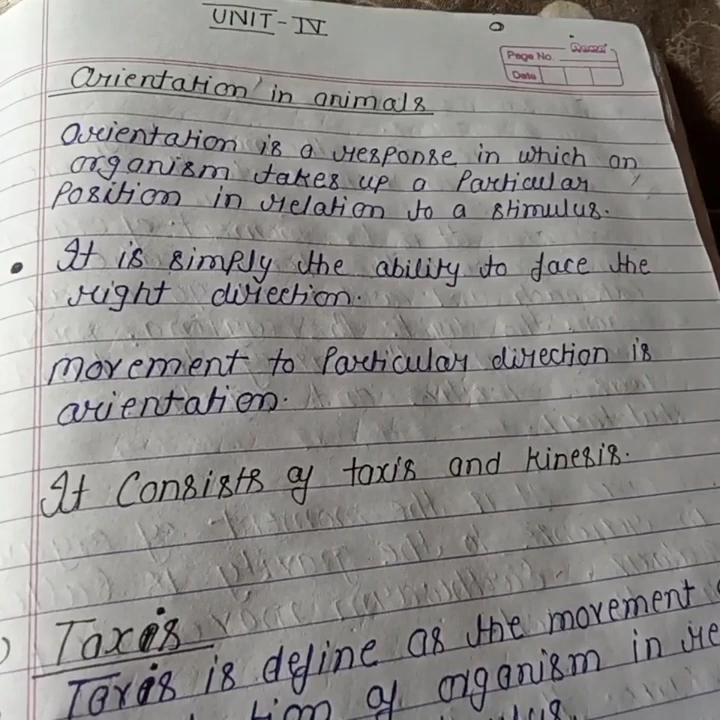 UNIT - IV
Page No.
Date
Orientation in animals
Orientation is a response in which an
organism takes up a Particular
Position in relation to a stimulus.
• It is simply the ability to face the
right direction.
Movement to Particular direction is
orientation.
It Consists of taxis and kinesis.
Taxis
Taxis is define as the movement
of organism in